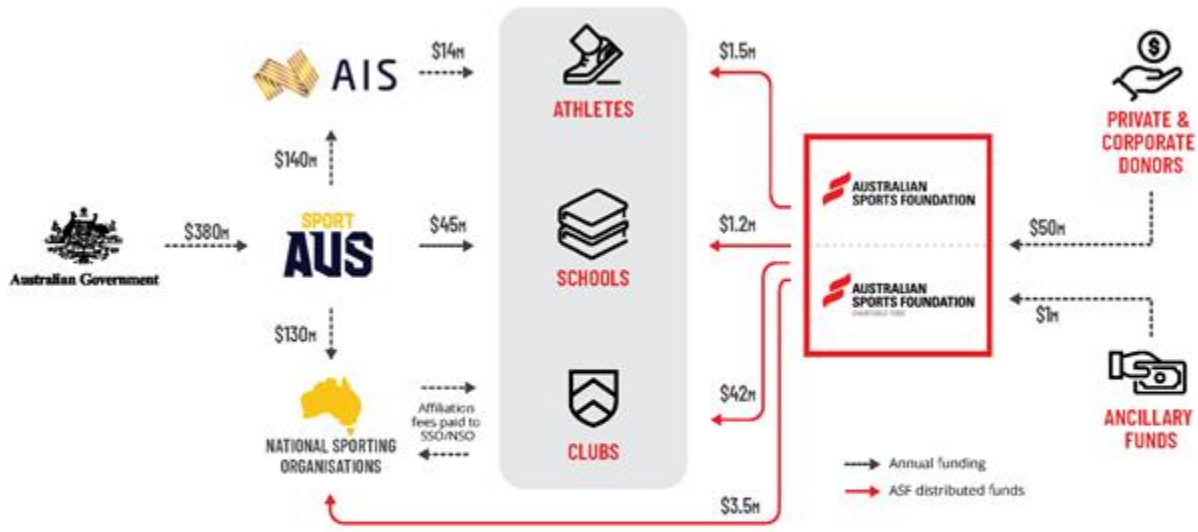 $14M
$1.5M
AIS
ATHLETES
PRIVATE &
CORPORATE
DONORS
$140M
AUSTRALIAN
SPORTS FOUNDATION
$380M
SPORT
AUS
$45M
$1.2M
$50M
Australian Government
SCHOOLS
AUSTRALIAN
SPORTS FOUNDATION
CHARITABLE FUND
$130M
$1M
$42M
Affiliation
fees paid to
SSO/NSO
NATIONAL SPORTING
ORGANISATIONS
CLUBS
ANCILLARY
FUNDS
Annual funding
ASF distributed funds
$3.5M